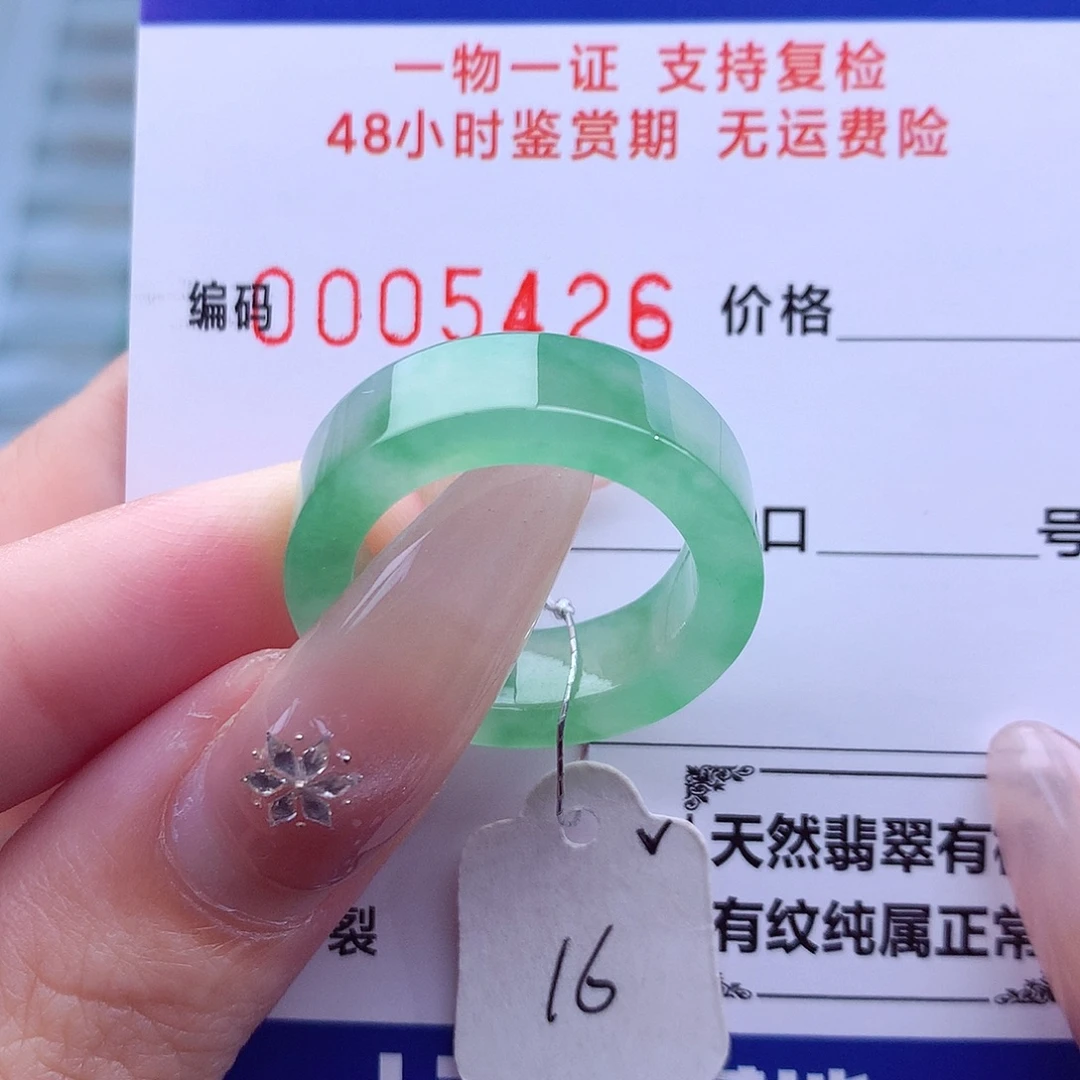 一物一证 支持复检
48小时鉴赏期 无运费险
编码0005426 价格
口 号
天然翡翠有
裂 有纹纯属正常
16